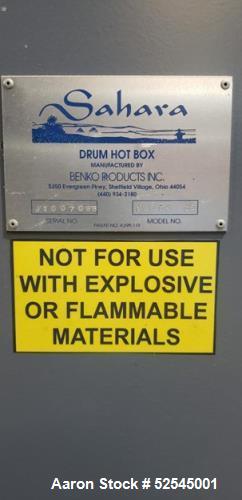 Sahara
DRUM HOT BOX
MANUFACTURED BY
BENKO PRODUCTS INC.
5350 Evergreen Pkwy, Sheffield Village, Ohio 44054
(440) 934-2180
SERIAL NO. MODEL NO.
NOT FOR USE
WITH EXPLOSIVE
OR FLAMMABLE
MATERIALS
Aaron Stock # 52545001